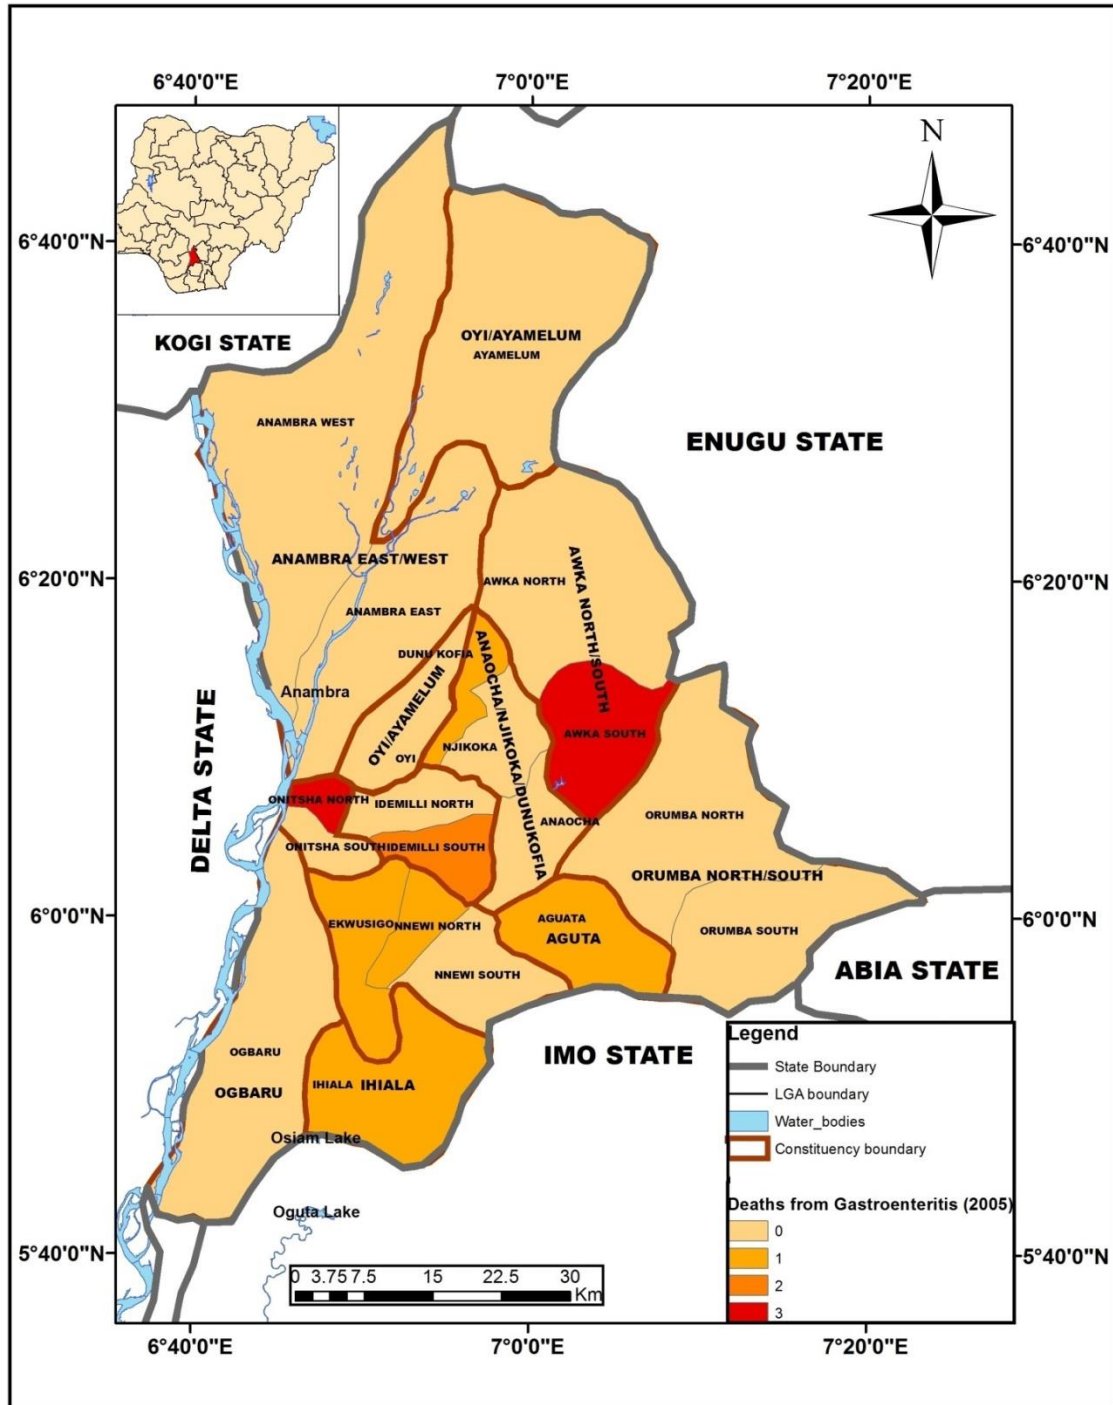 6°40'0"E
7°0'0"E
7°20'0"E
N
6°40'0"N
6°40'0"N
KOGI STATE
OYI/AYAMELUM
AYAMELUM
ANAMBRA WEST
ENUGU STATE
ANAMBRA EAST/WEST
6°20'0"N
6°20'0"N
AWKA NORTH
AWKA NORTH/SOUTH
ANAMBRA EAST
DUNU KOFIA
ANAOCHA/NJIKOKA/DUNUKOFIA
Anambra
OYI/AYAMELUM
AWKA SOUTH
NJIKOKA
OYI
DELTA STATE
ONITSHA NORTH
IDEMILLI NORTH
ANAOCHA
ORUMBA NORTH
ONITSHA SOUTH
IDEMILLI SOUTH
ORUMBA NORTH/SOUTH
6°0'0"N
6°0'0"N
EKWUSIGO
NNEWI NORTH
AGUATA
AGUTA
ORUMBA SOUTH
NNEWI SOUTH
ABIA STATE
OGBARU
OGBARU
IHIALA
IHIALA
IMO STATE
Osiam Lake
Oguta Lake
Legend
State Boundary
LGA boundary
Water_bodies
Constituency boundary
Deaths from Gastroenteritis (2005)
0
1
2
3
5°40'0"N
5°40'0"N
0 3.75 7.5 15 22.5 30
Km
6°40'0"E
7°0'0"E
7°20'0"E